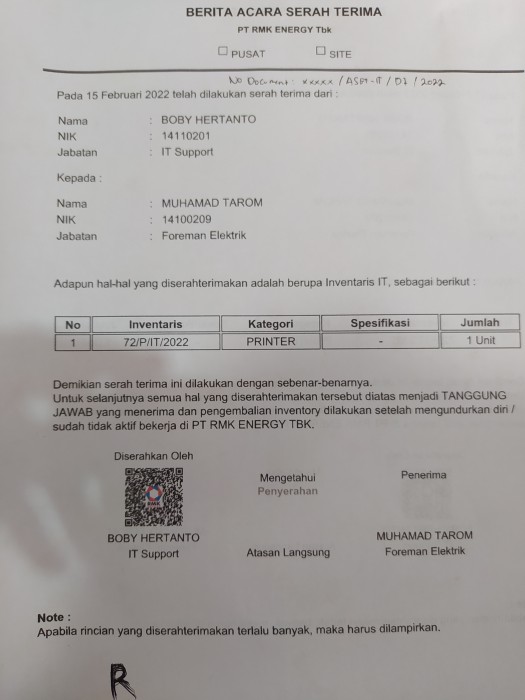 BERITA ACARA SERAH TERIMA
PT RMK ENERGY Tbk
PUSAT SITE
No Document : xxxxx / ASDT-IT / 01 / 2022
Pada 15 Februari 2022 telah dilakukan serah terima dari :
Nama : BOBY HERTANTO
NIK : 14110201
Jabatan : IT Support
Kepada :
Nama : MUHAMAD TAROM
NIK : 14100209
Jabatan : Foreman Elektrik
Adapun hal-hal yang diserahterimakan adalah berupa Inventaris IT, sebagai berikut :
No Inventaris Kategori Spesifikasi Jumlah
1 72/P/IT/2022 PRINTER - 1 Unit
Demikian serah terima ini dilakukan dengan sebenar-benarnya.
Untuk selanjutnya semua hal yang diserahterimakan tersebut diatas menjadi TANGGUNG
JAWAB yang menerima dan pengembalian inventory dilakukan setelah mengundurkan diri /
sudah tidak aktif bekerja di PT RMK ENERGY TBK.
Diserahkan Oleh Mengetahui Penerima
Penyerahan
RMK
BOBY HERTANTO MUHAMAD TAROM
IT Support Atasan Langsung Foreman Elektrik
Note :
Apabila rincian yang diserahterimakan terlalu banyak, maka harus dilampirkan.
R